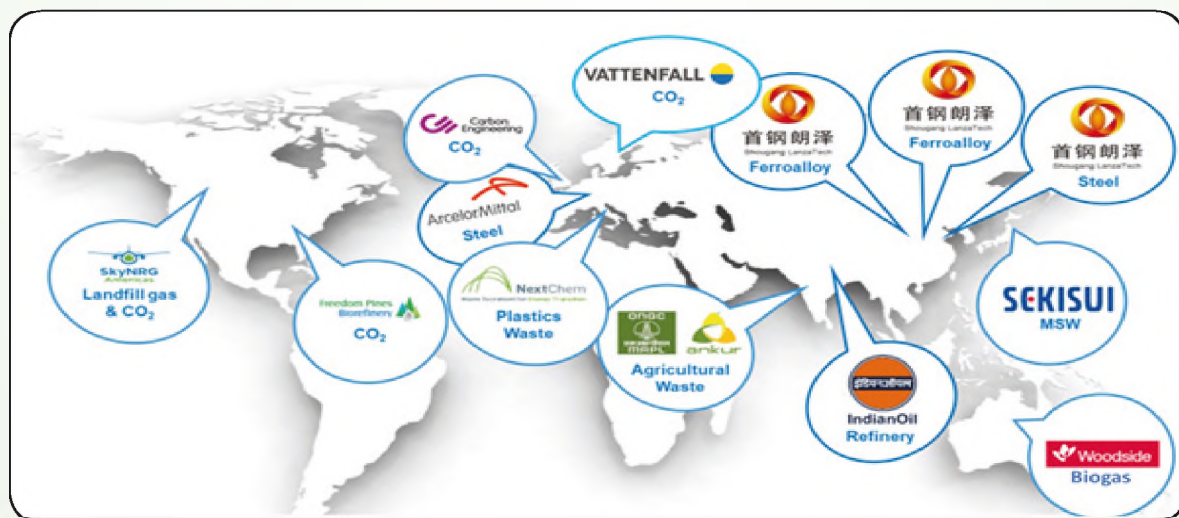 VATTENFALL
CO₂
首钢朗泽
Shougang LanzaTech
Ferroalloy
首钢朗泽
Shougang LanzaTech
Ferroalloy
首钢朗泽
Shougang LanzaTech
Steel
Carbon
Engineering
CO₂
ArcelorMittal
Steel
SkyNRG
Americas
Landfill gas
& CO₂
Freedom Pines
Biorefinery
CO₂
NextChem
Plastics
Waste
ONGC
MRPL
ankur
Agricultural
Waste
इंडियनऑयल
IndianOil
Refinery
SEKISUI
MSW
Woodside
Biogas